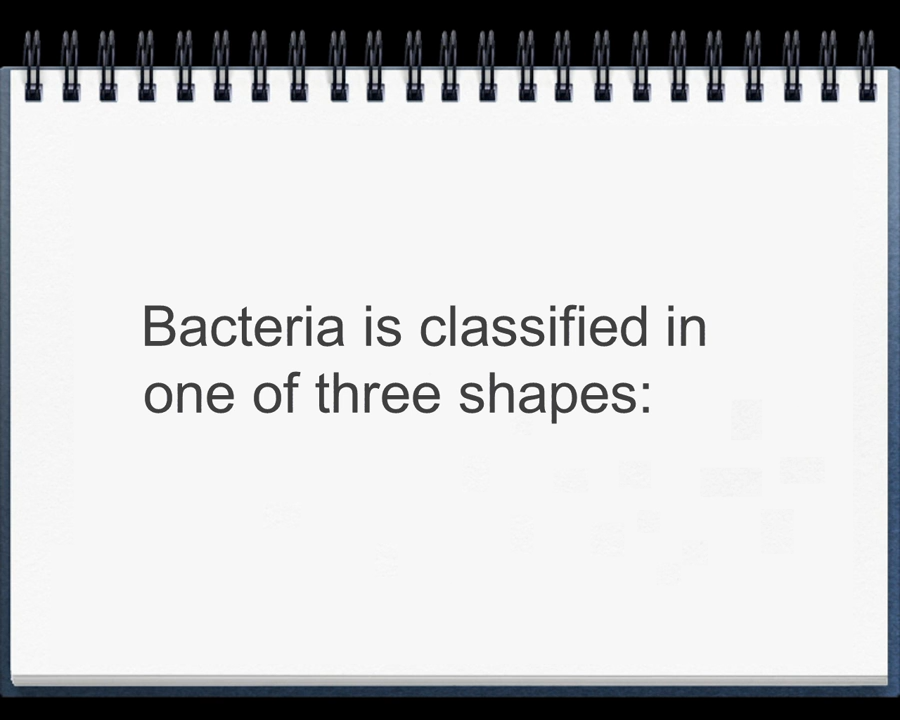 Bacteria is classified in
one of three shapes: